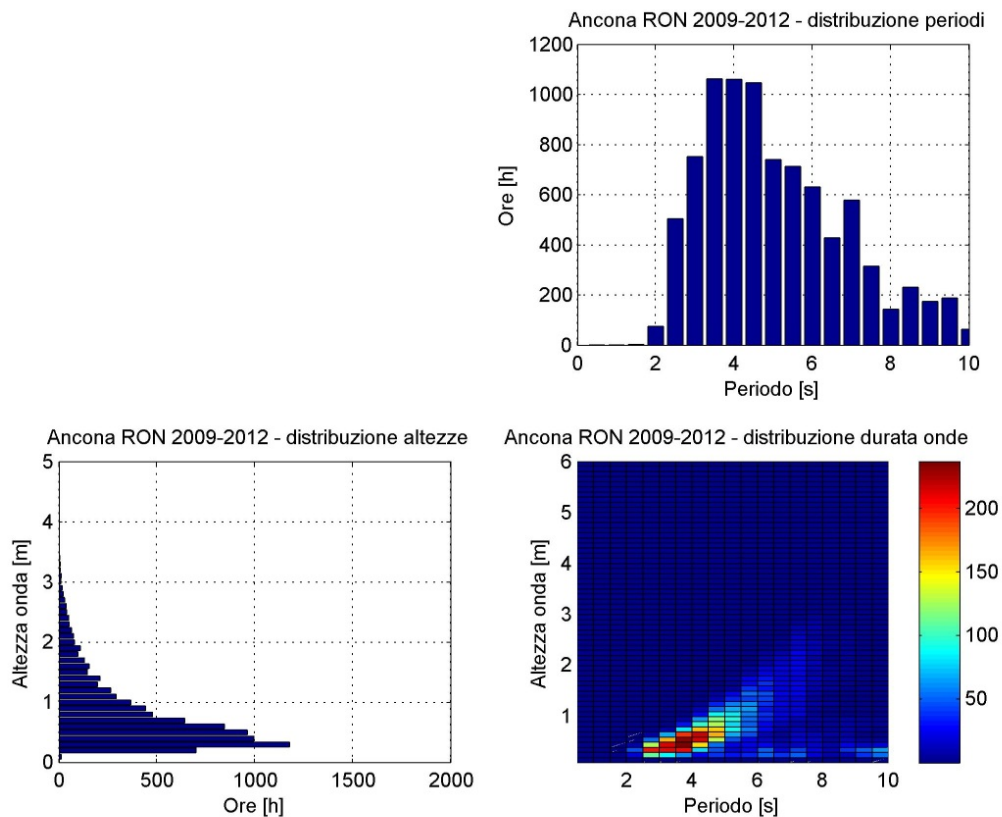 Ancona RON 2009-2012 - distribuzione periodi
1200
1000
800
600
400
200
0
Ore [h]
0 2 4 6 8 10
Periodo [s]
Ancona RON 2009-2012 - distribuzione altezze
5
4
3
2
1
0
Altezza onda [m]
0 500 1000 1500 2000
Ore [h]
Ancona RON 2009-2012 - distribuzione durata onde
6
5
4
3
2
1
Altezza onda [m]
2 4 6 8 10
Periodo [s]
200
150
100
50